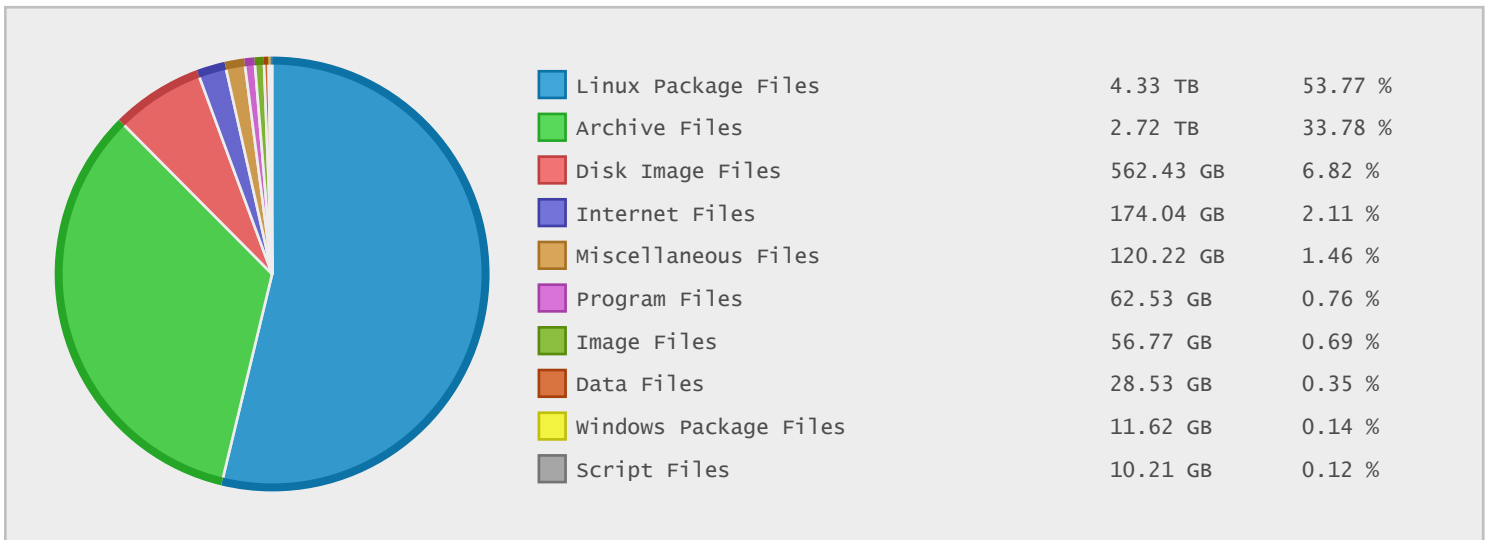 Linux Package Files 4.33 TB 53.77 %
Archive Files 2.72 TB 33.78 %
Disk Image Files 562.43 GB 6.82 %
Internet Files 174.04 GB 2.11 %
Miscellaneous Files 120.22 GB 1.46 %
Program Files 62.53 GB 0.76 %
Image Files 56.77 GB 0.69 %
Data Files 28.53 GB 0.35 %
Windows Package Files 11.62 GB 0.14 %
Script Files 10.21 GB 0.12 %